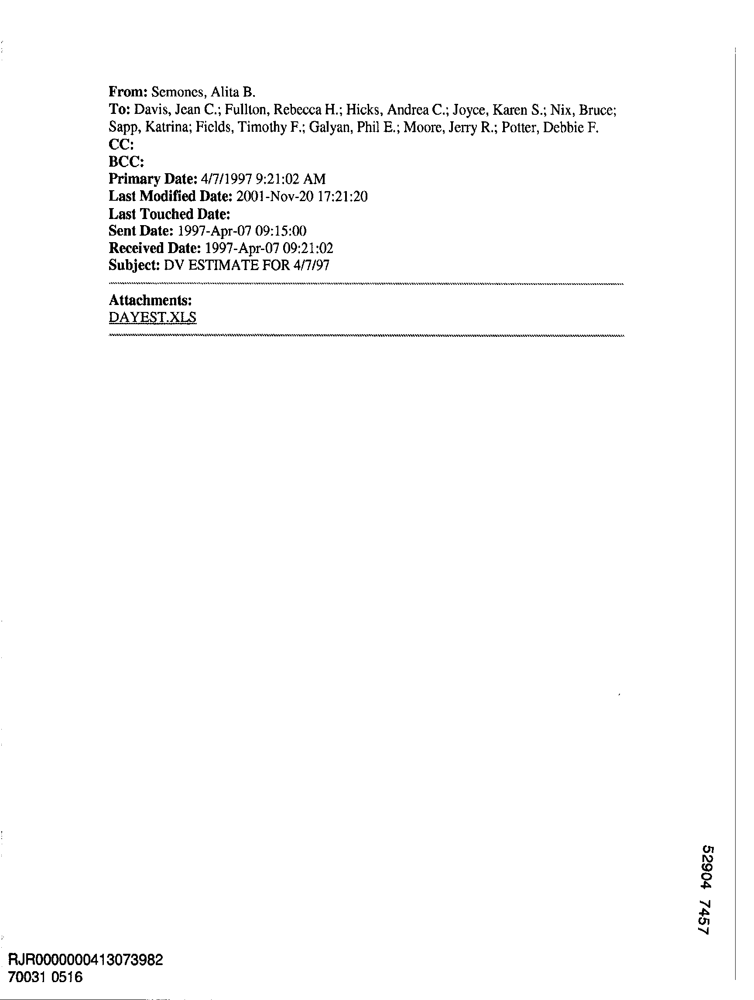 From: Semones, Alita B.
To: Davis, Jean C.; Fullton, Rebecca H.; Hicks, Andrea C.; Joyce, Karen S.; Nix, Bruce;
Sapp, Katrina; Fields, Timothy F.; Galyan, Phil E.; Moore, Jerry R.; Potter, Debbie F.
CC:
BCC:
Primary Date: 4/7/1997 9:21:02 AM
Last Modified Date: 2001-Nov-20 17:21:20
Last Touched Date:
Sent Date: 1997-Apr-07 09:15:00
Received Date: 1997-Apr-07 09:21:02
Subject: DV ESTIMATE FOR 4/7/97
Attachments:
DAYEST.XLS
52904 7457
RJR0000000413073982
70031 0516